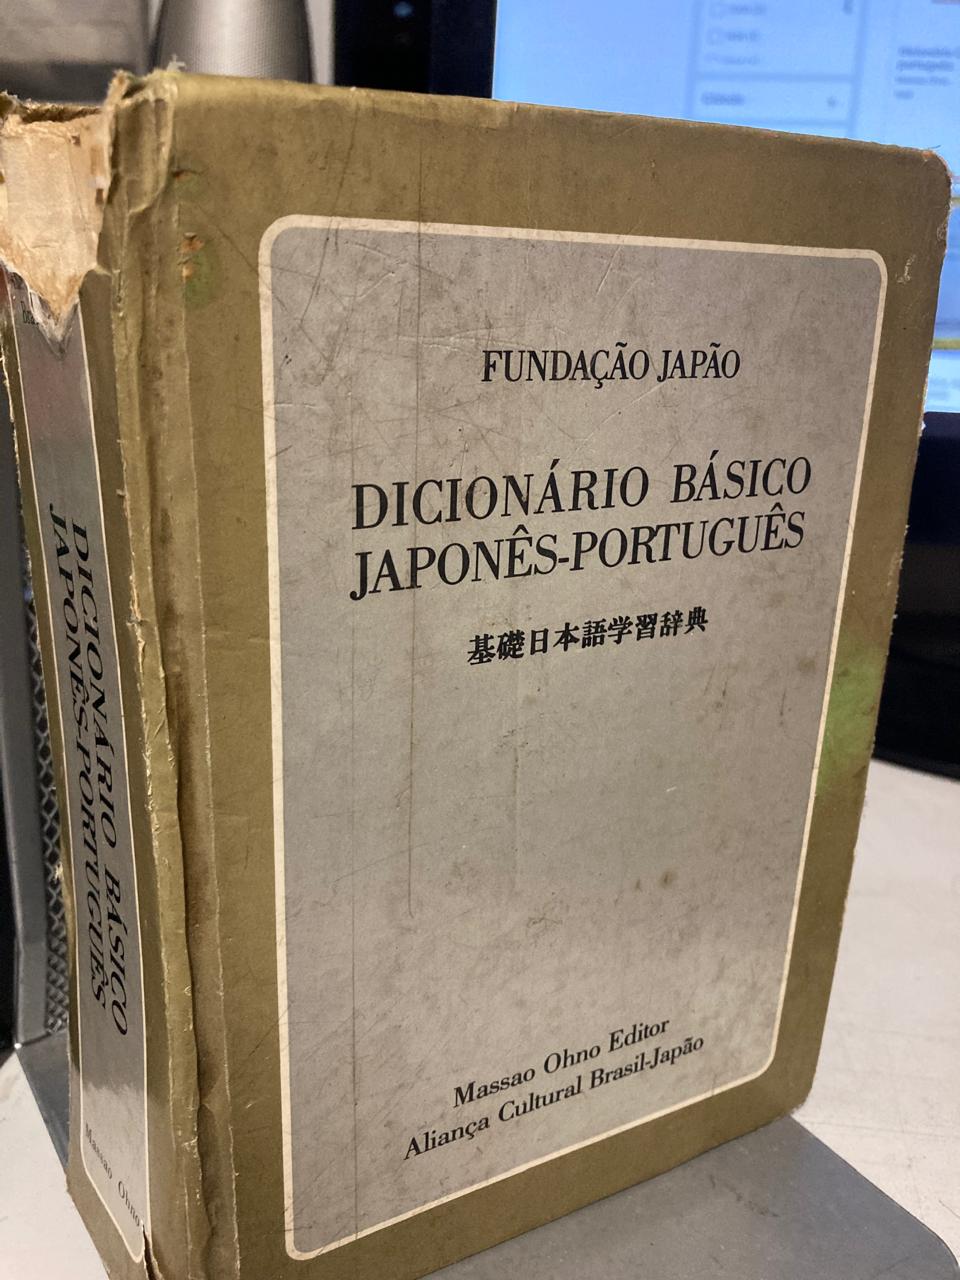 FUNDAÇÃO JAPÃO
DICIONÁRIO BÁSICO
JAPONÊS-PORTUGUÊS
基礎日本語学習辞典
Massao Ohno Editor
Aliança Cultural Brasil-Japão
DICIONÁRIO BÁSICO
JAPONÊS-PORTUGUÊS
Massao Ohno